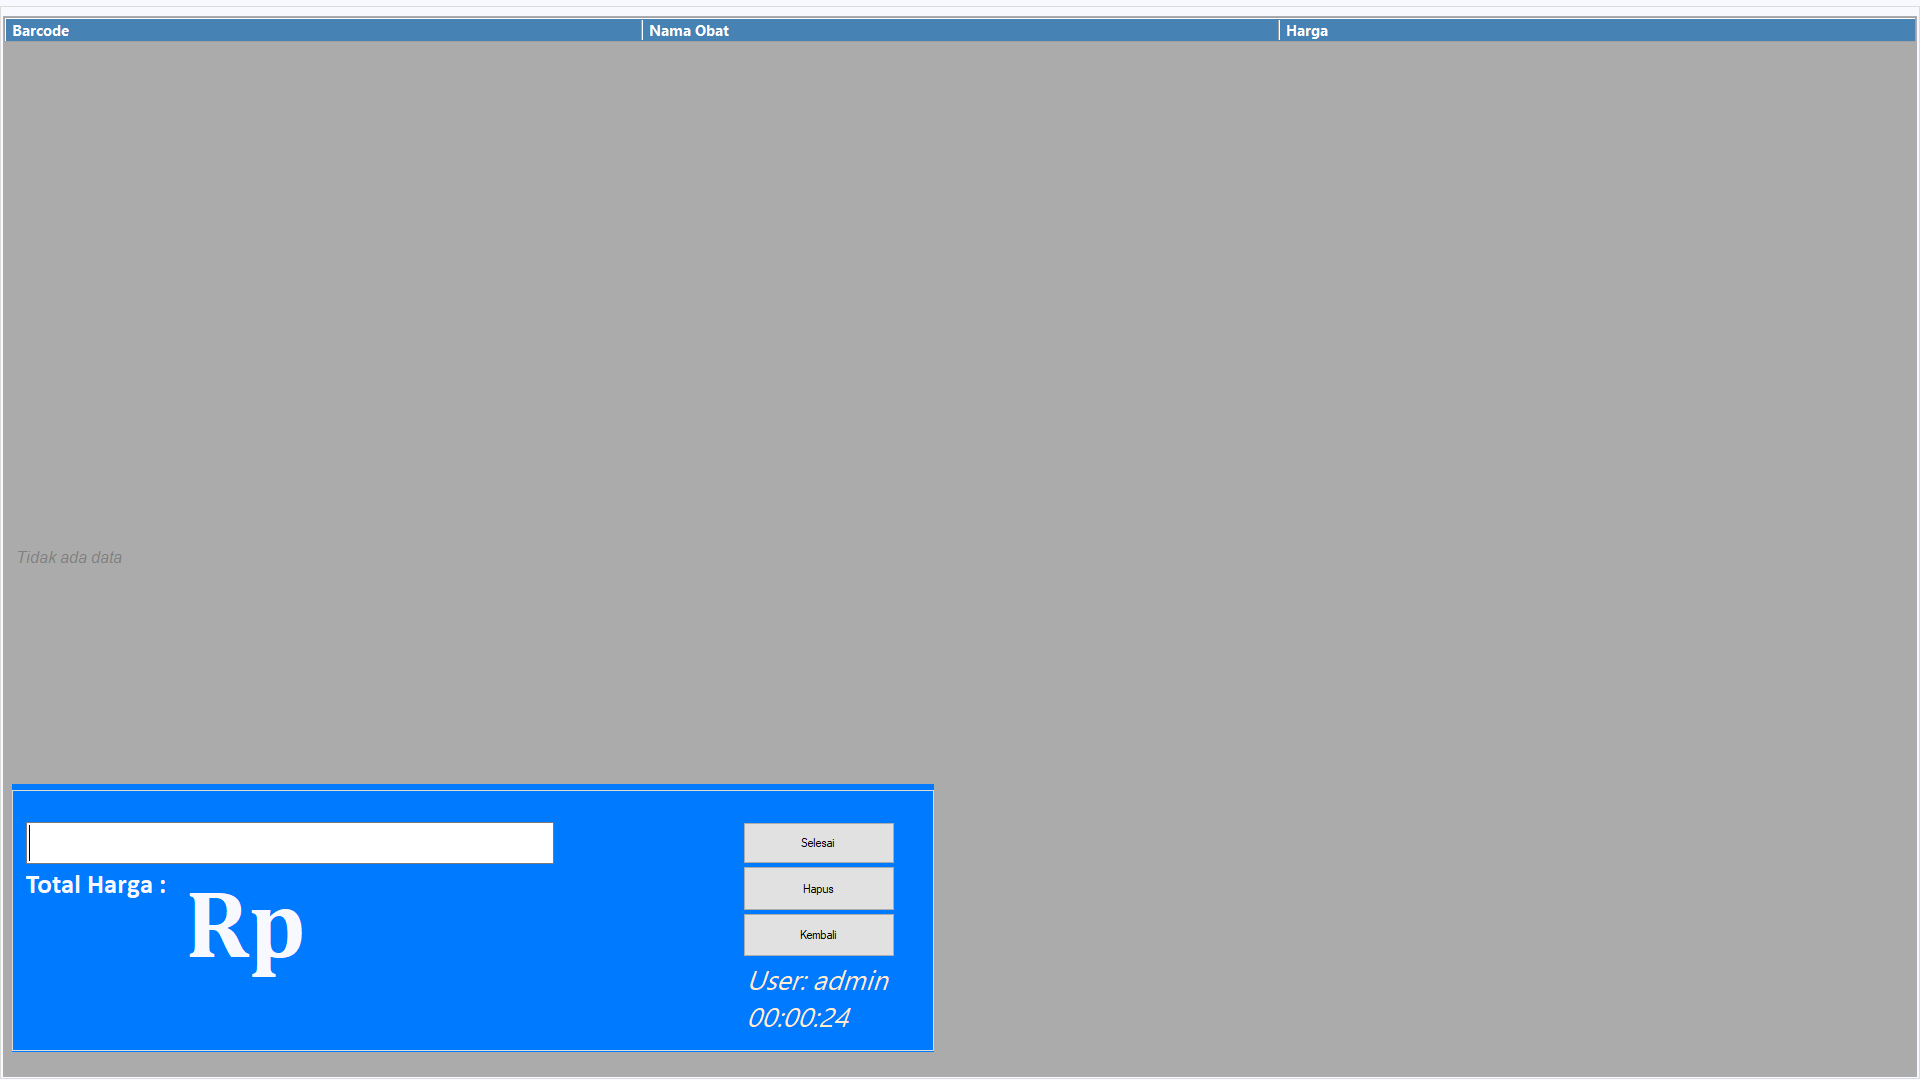 Barcode Nama Obat Harga
Tidak ada data
Selesai
Total Harga :
Rp
Hapus
Kembali
User: admin
00:00:24